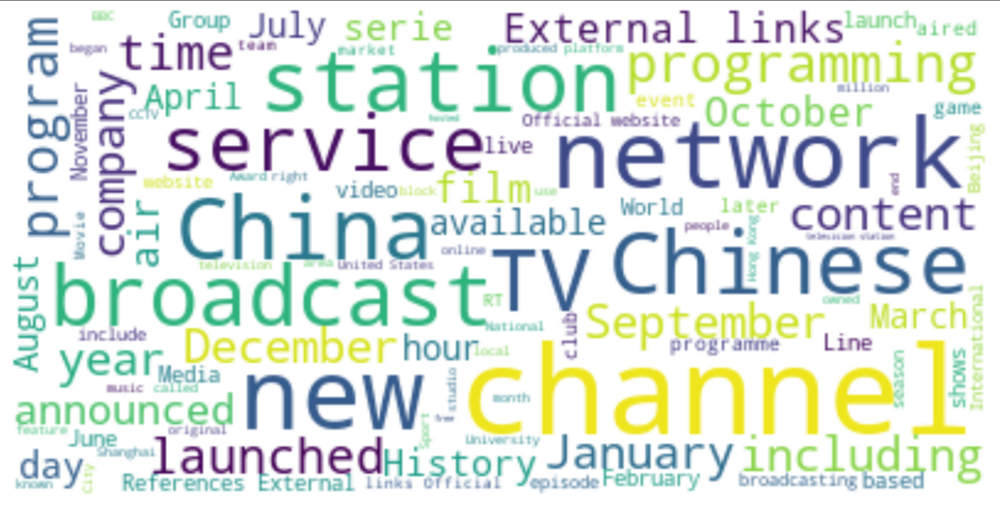 BBC
Group
July
serie
External links
launch
aired
program
began
time
team
market
produced
platform
station
programming
million
November
company
April
CCTV
event
October
game
hosted
Official website
service
live
network
Beijing
end
website
Award
right
video
block
film
use
air
Movie
China
available
World
later
content
people
Hong Kong
television station
online
TV
Chinese
August
television
area
United States
broadcast
RT
owned
National
club
September
March
International
include
December
hour
local
programme
Line
year
Media
new
channel
season
shows
music
called
studio
month
announced
free
Sport
feature
June
original
University
day
Shanghai
launched
History
January
including
known
City
References External
links Official
episode
February
broadcasting
based